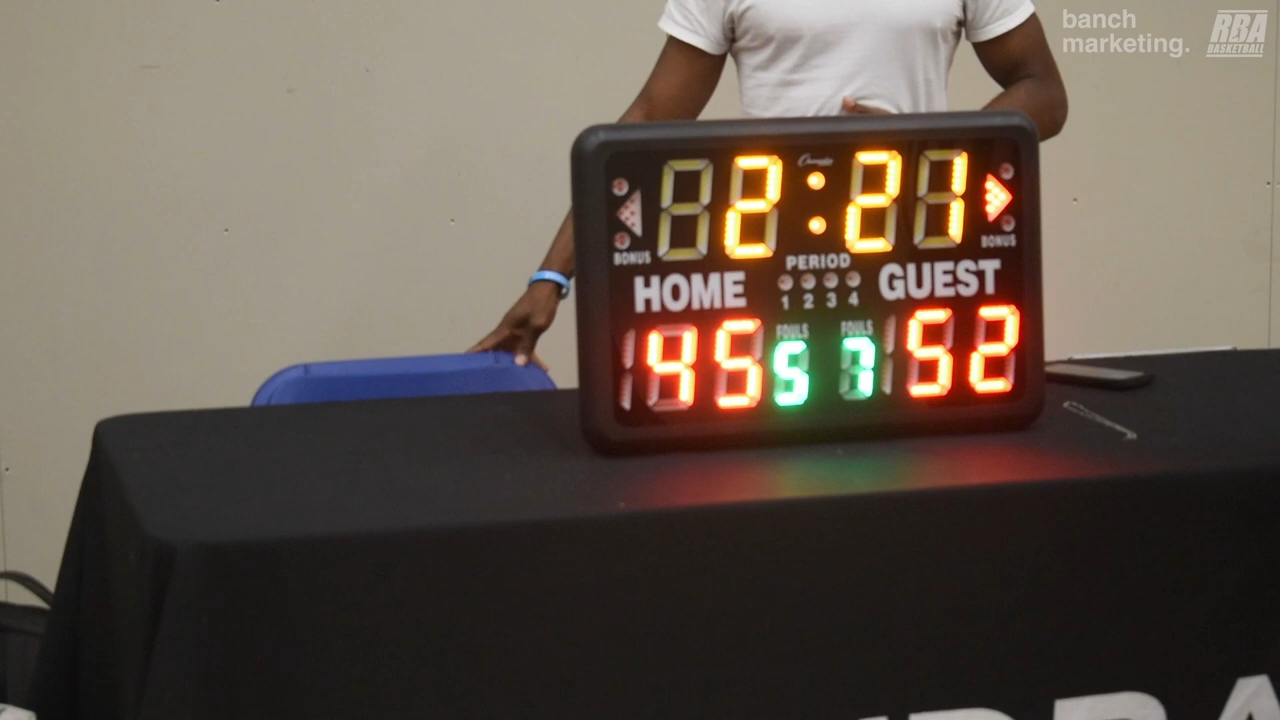 banch
marketing.
RBA
BASKETBALL
2:21
BONUS
BONUS
PERIOD
HOME
GUEST
1 2 3 4
FOULS
FOULS
45
5
7
52